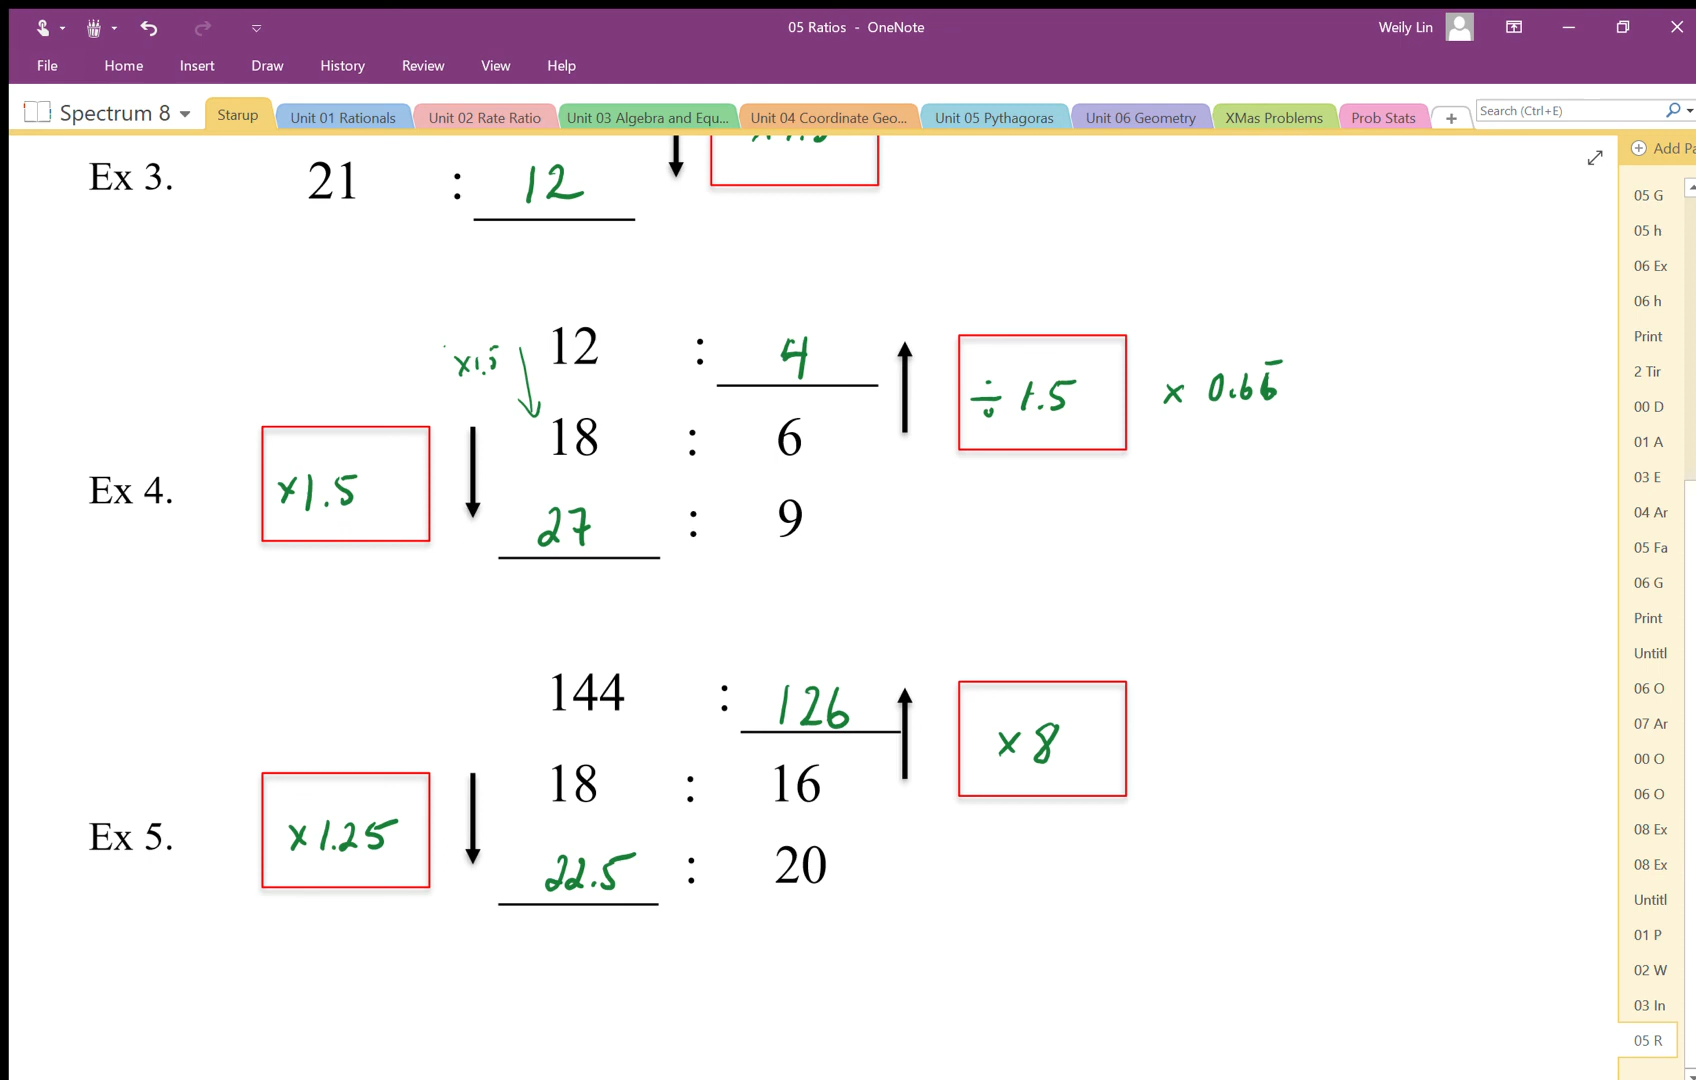 05 Ratios - OneNote
Weily Lin
File Home Insert Draw History Review View Help
Spectrum 8
Starup
Unit 01 Rationals
Unit 02 Rate Ratio
Unit 03 Algebra and Equ...
Unit 04 Coordinate Geo...
Unit 05 Pythagoras
Unit 06 Geometry
XMas Problems
Prob Stats
+
Search (Ctrl+E)
Add Pa
Ex 3. 21 : 12
x1.5 12 : 4
÷ 1.5 x 0.66̄
18 : 6
Ex 4. x1.5
27 : 9
144 : 126
x 8
18 : 16
Ex 5. x1.25
22.5 : 20
05 G
05 h
06 Ex
06 h
Print
2 Tir
00 D
01 A
03 E
04 Ar
05 Fa
06 G
Print
Untitl
06 O
07 Ar
00 O
06 O
08 Ex
08 Ex
Untitl
01 P
02 W
03 In
05 R